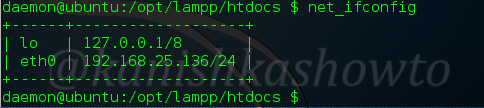 daemon@ubuntu:/opt/lampp/htdocs $ net_ifconfig
+------+-------------------+
| lo   | 127.0.0.1/8       |
| eth0 | 192.168.25.136/24 |
+------+-------------------+
@kanishkashowto
daemon@ubuntu:/opt/lampp/htdocs $